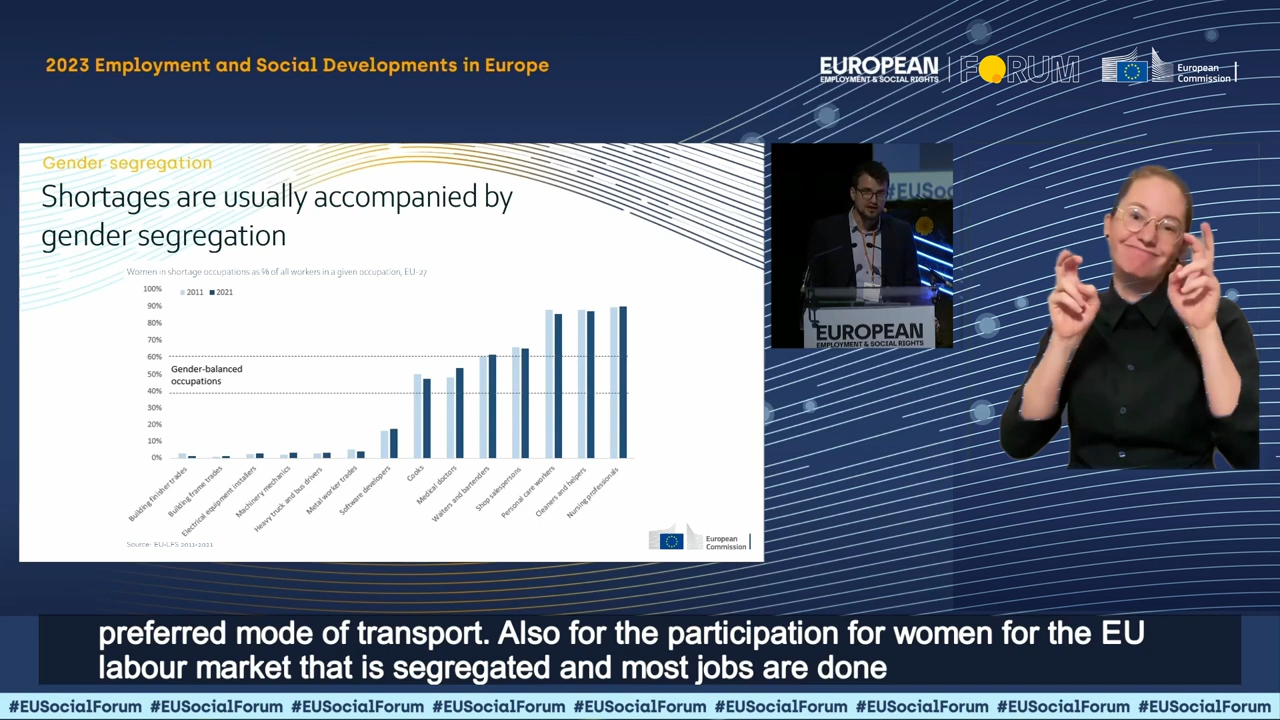 2023 Employment and Social Developments in Europe
EUROPEAN
EMPLOYMENT & SOCIAL RIGHTS
FORUM
European
Commission
Gender segregation
Shortages are usually accompanied by
gender segregation
Women in shortage occupations as % of all workers in a given occupation, EU-27
2011 2021
100%
90%
80%
70%
60%
50%
40%
30%
20%
10%
0%
Gender-balanced
occupations
Building finisher trades
Building frame trades
Electrical equipment installers
Machinery mechanics
Heavy truck and bus drivers
Metal worker trades
Software developers
Cooks
Medical doctors
Waiters and bartenders
Shop salespersons
Personal care workers
Cleaners and helpers
Nursing professionals
Source: EU-LFS 2011-2021
European
Commission
#EUSoc
EUROPEAN
EMPLOYMENT & SOCIAL RIGHTS
preferred mode of transport. Also for the participation for women for the EU
labour market that is segregated and most jobs are done
#EUSocialForum #EUSocialForum #EUSocialForum #EUSocialForum #EUSocialForum #EUSocialForum #EUSocialForum #EUSocialForum #EUSocialForum